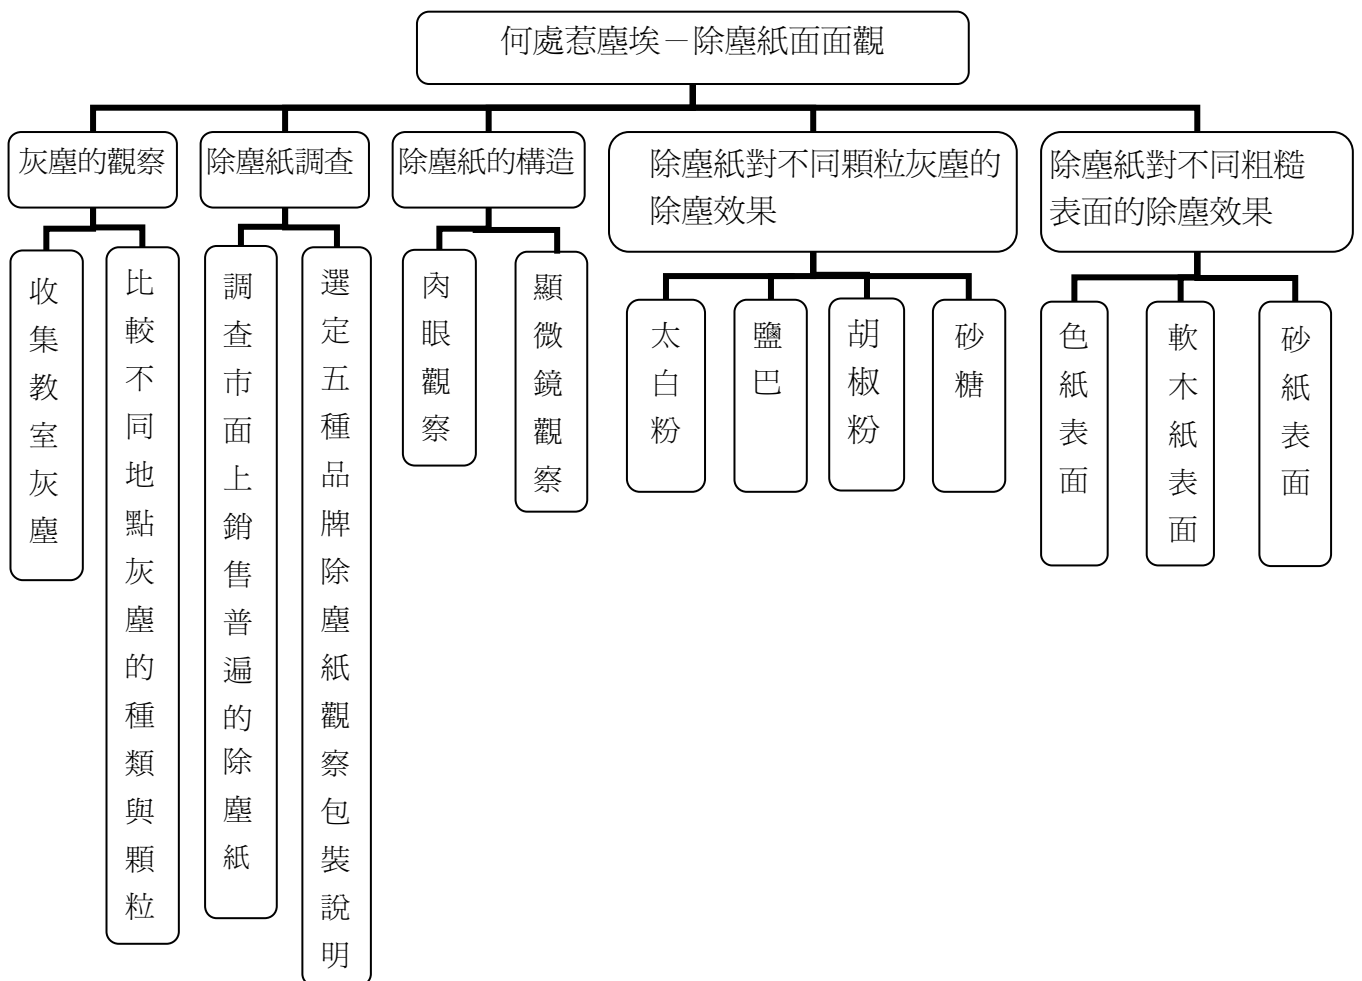 何處惹塵埃－除塵紙面面觀
灰塵的觀察
除塵紙調查
除塵紙的構造
除塵紙對不同顆粒灰塵的
除塵效果
除塵紙對不同粗糙
表面的除塵效果
收集教室灰塵
比較不同地點灰塵的種類與顆粒
調查市面上銷售普遍的除塵紙
選定五種品牌除塵紙觀察包裝說明
肉眼觀察
顯微鏡觀察
太白粉
鹽巴
胡椒粉
砂糖
色紙表面
軟木紙表面
砂紙表面